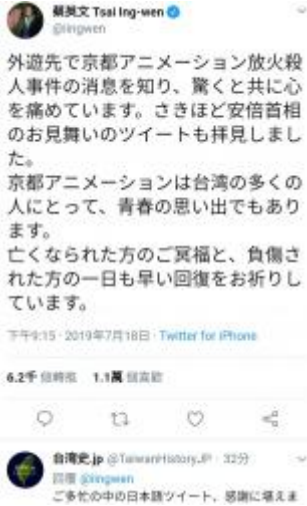 蔡英文 Tsai Ing-wen
@iingwen
外遊先で京都アニメーション放火殺
人事件の消息を知り、驚くと共に心
を痛めています。さきほど安倍首相
のお見舞いのツイートも拝見しまし
た。
京都アニメーションは台湾の多くの
人にとって、青春の思い出でもあり
ます。
亡くなられた方のご冥福と、負傷さ
れた方の一日も早い回復をお祈りし
ています。
下午9:15 · 2019年7月18日 · Twitter for iPhone
6.2千 個轉推 1.1萬 個喜歡
台湾史.jp @TaiwanHistoryJP · 32分
回覆 @iingwen
ご多忙の中の日本語ツイート、感謝に堪えま